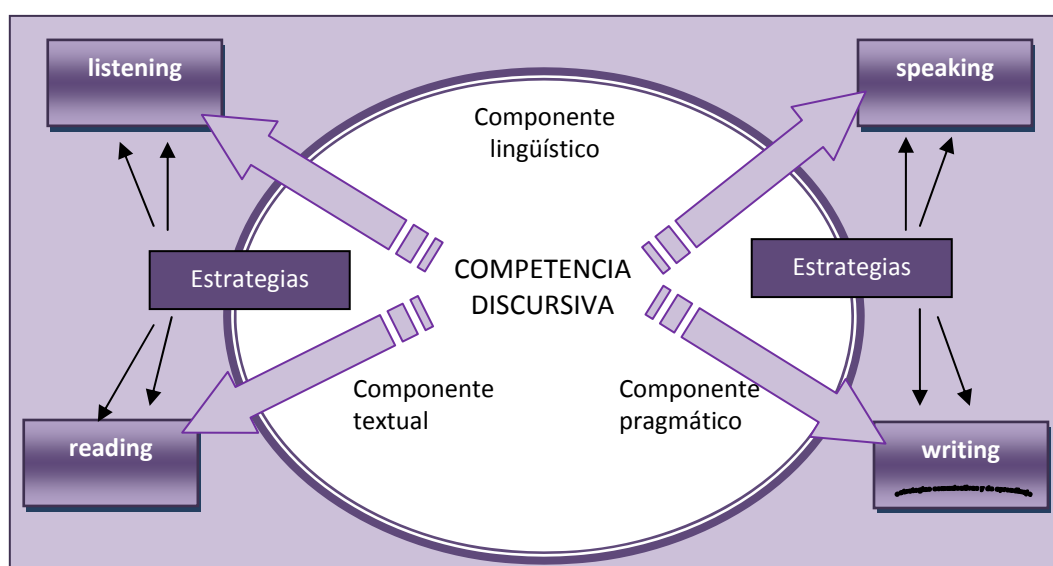 listening
speaking
Componente
lingüístico
Estrategias
Estrategias
COMPETENCIA
DISCURSIVA
Componente
textual
Componente
pragmático
reading
writing